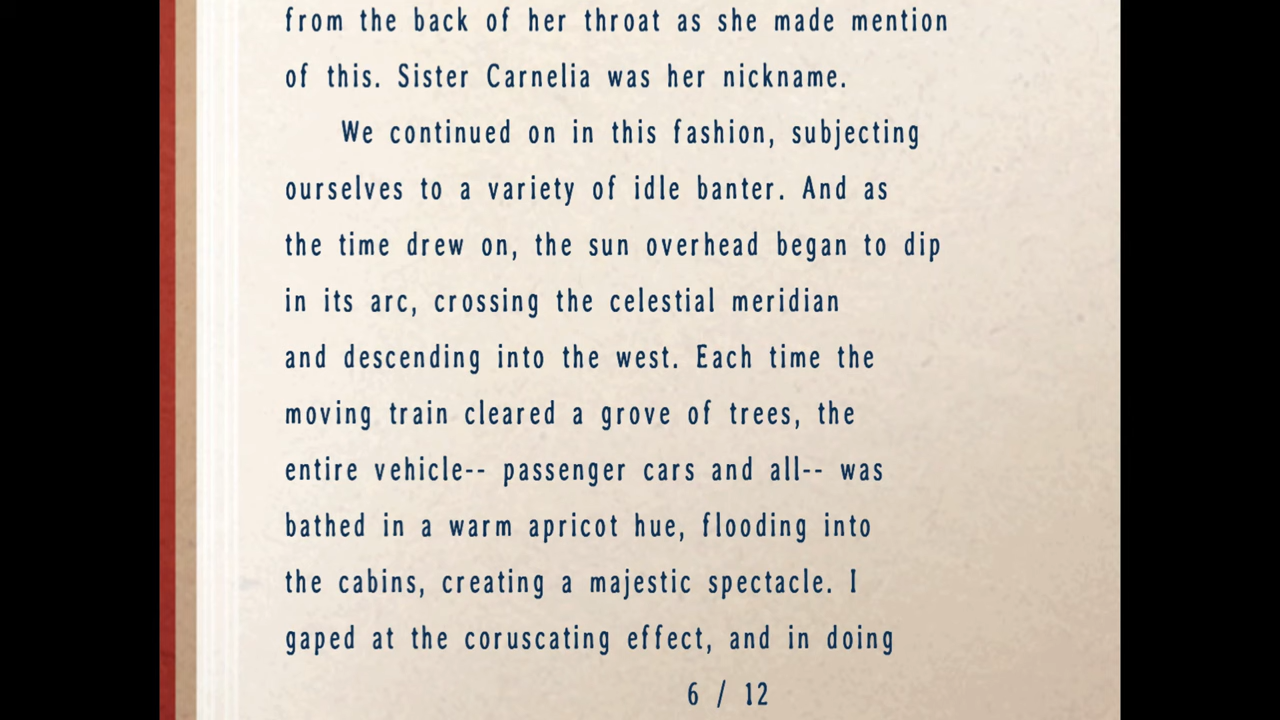 from the back of her throat as she made mention
of this. Sister Carnelia was her nickname.
We continued on in this fashion, subjecting
ourselves to a variety of idle banter. And as
the time drew on, the sun overhead began to dip
in its arc, crossing the celestial meridian
and descending into the west. Each time the
moving train cleared a grove of trees, the
entire vehicle-- passenger cars and all-- was
bathed in a warm apricot hue, flooding into
the cabins, creating a majestic spectacle. I
gaped at the coruscating effect, and in doing
6 / 12